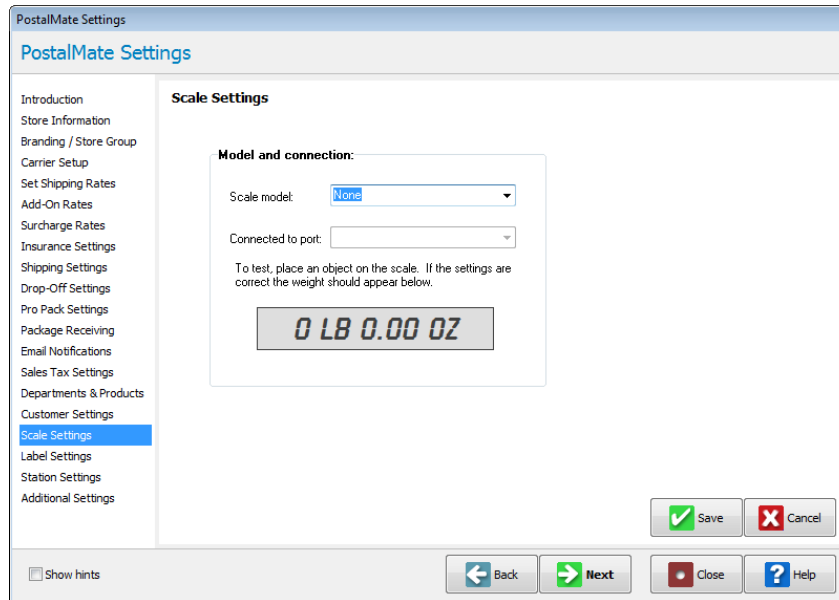 PostalMate Settings
PostalMate Settings
Introduction
Store Information
Branding / Store Group
Carrier Setup
Set Shipping Rates
Add-On Rates
Surcharge Rates
Insurance Settings
Shipping Settings
Drop-Off Settings
Pro Pack Settings
Package Receiving
Email Notifications
Sales Tax Settings
Departments & Products
Customer Settings
Scale Settings
Label Settings
Station Settings
Additional Settings
Scale Settings
Model and connection:
Scale model: None
Connected to port:
To test, place an object on the scale. If the settings are
correct the weight should appear below.
0 LB 0.00 OZ
Save Cancel
Show hints Back Next Close Help